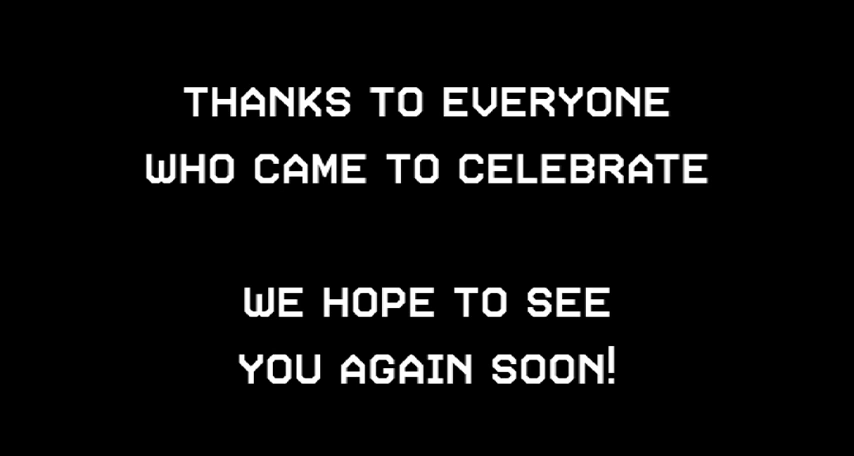 THANKS TO EVERYONE
WHO CAME TO CELEBRATE
WE HOPE TO SEE
YOU AGAIN SOON!